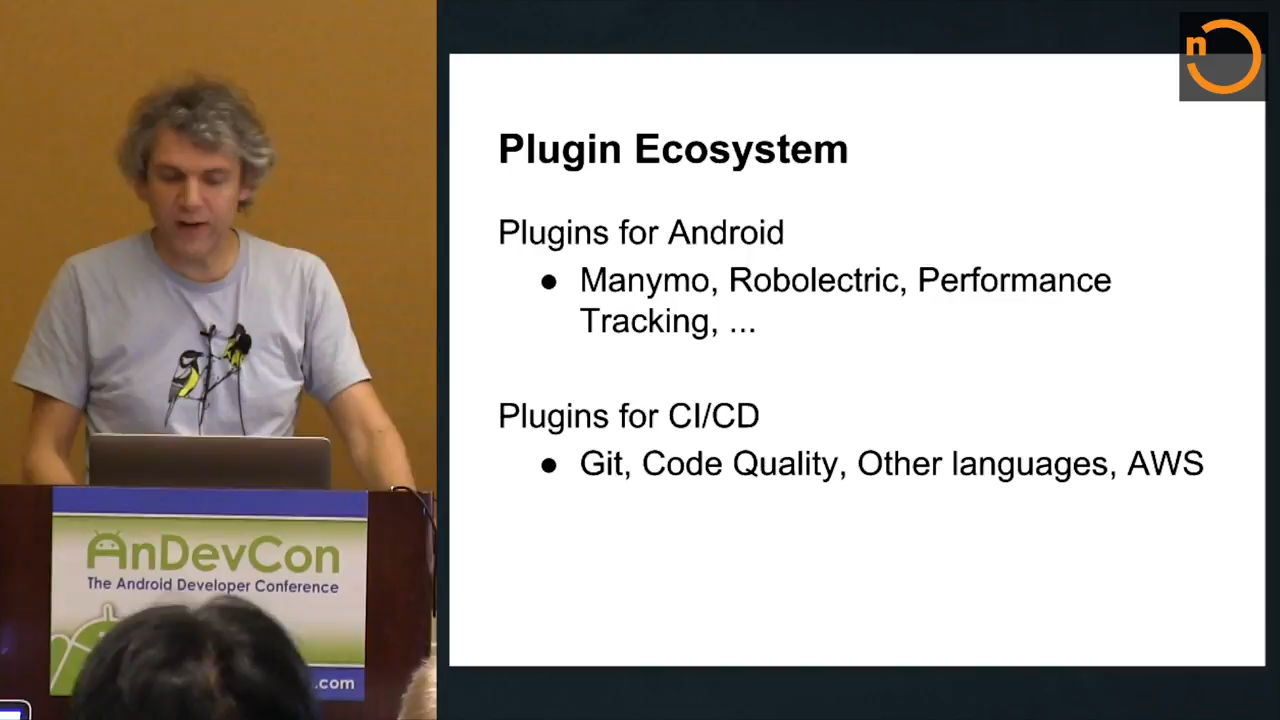 n
Plugin Ecosystem
Plugins for Android
● Manymo, Robolectric, Performance
Tracking, ...
Plugins for CI/CD
● Git, Code Quality, Other languages, AWS
AnDevCon
The Android Developer Conference
.com